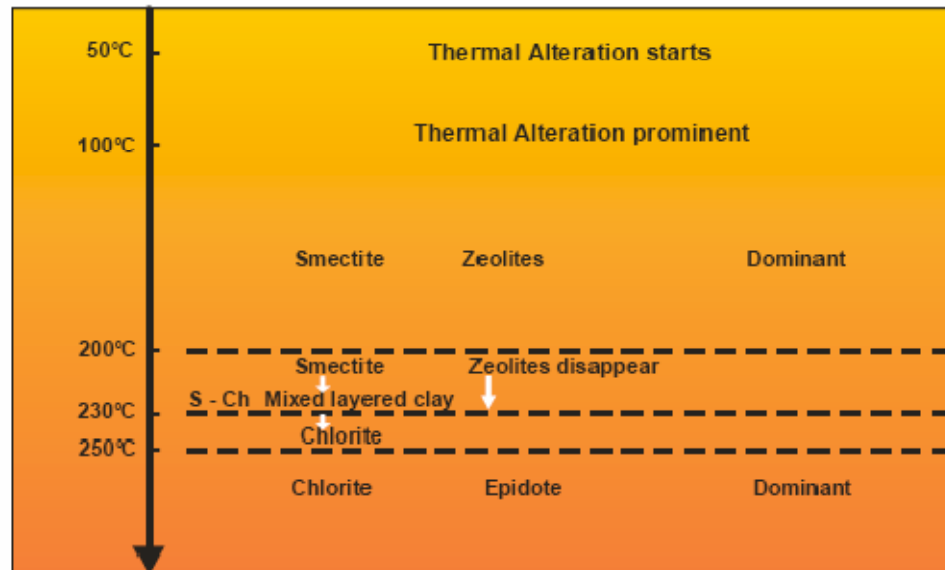 50°C Thermal Alteration starts
100°C Thermal Alteration prominent
Smectite Zeolites Dominant
200°C
Smectite Zeolites disappear
S - Ch Mixed layered clay
230°C
Chlorite
250°C
Chlorite Epidote Dominant